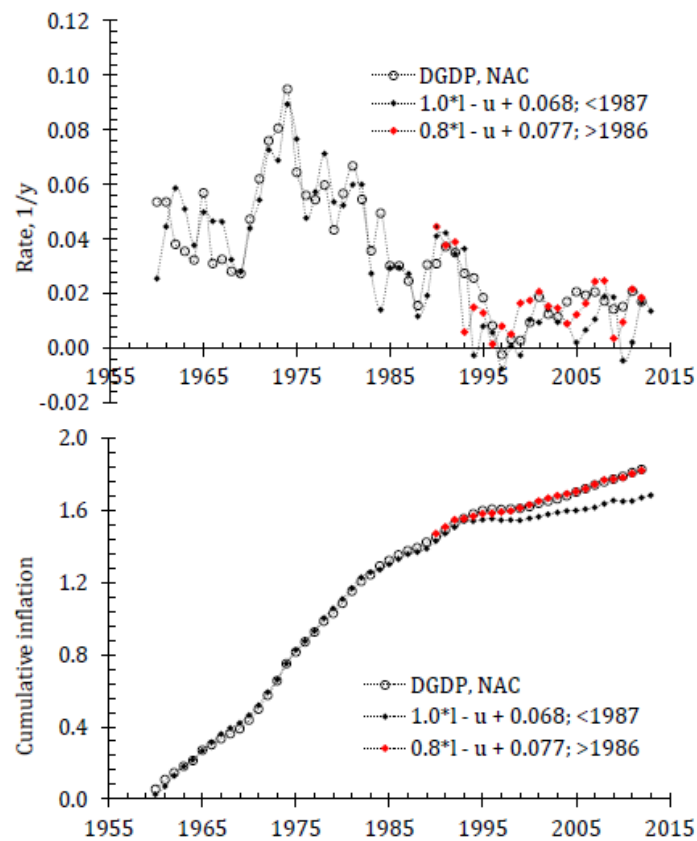 0.12
0.10
0.08
0.06
0.04
0.02
0.00
-0.02
Rate, 1/y
DGDP, NAC
1.0*l - u + 0.068; <1987
0.8*l - u + 0.077; >1986
1955 1965 1975 1985 1995 2005 2015
2.0
1.6
1.2
0.8
0.4
0.0
Cumulative inflation
DGDP, NAC
1.0*l - u + 0.068; <1987
0.8*l - u + 0.077; >1986
1955 1965 1975 1985 1995 2005 2015